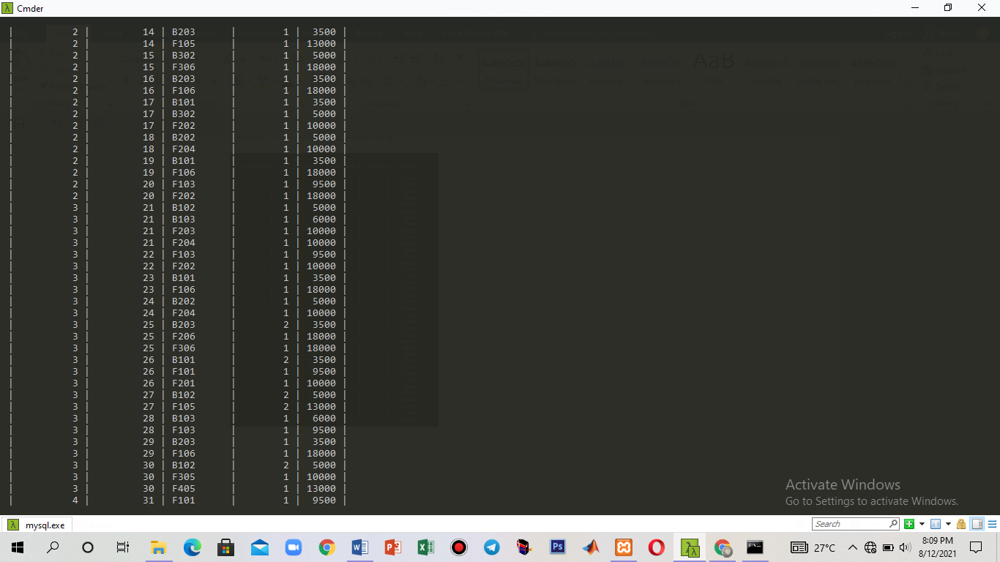 Cmder
| 2 | 14 | B203 | 1 | 3500 |
| 2 | 14 | F105 | 1 | 13000 |
| 2 | 15 | B302 | 1 | 5000 |
| 2 | 15 | F306 | 1 | 18000 |
| 2 | 16 | B203 | 1 | 3500 |
| 2 | 16 | F106 | 1 | 18000 |
| 2 | 17 | B101 | 1 | 3500 |
| 2 | 17 | B302 | 1 | 5000 |
| 2 | 17 | F202 | 1 | 10000 |
| 2 | 18 | B202 | 1 | 5000 |
| 2 | 18 | F204 | 1 | 10000 |
| 2 | 19 | B101 | 1 | 3500 |
| 2 | 19 | F106 | 1 | 18000 |
| 2 | 20 | F103 | 1 | 9500 |
| 2 | 20 | F202 | 1 | 18000 |
| 3 | 21 | B102 | 1 | 5000 |
| 3 | 21 | B103 | 1 | 6000 |
| 3 | 21 | F203 | 1 | 10000 |
| 3 | 21 | F204 | 1 | 10000 |
| 3 | 22 | F103 | 1 | 9500 |
| 3 | 22 | F202 | 1 | 10000 |
| 3 | 23 | B101 | 1 | 3500 |
| 3 | 23 | F106 | 1 | 18000 |
| 3 | 24 | B202 | 1 | 5000 |
| 3 | 24 | F204 | 1 | 10000 |
| 3 | 25 | B203 | 2 | 3500 |
| 3 | 25 | F206 | 1 | 18000 |
| 3 | 25 | F306 | 1 | 18000 |
| 3 | 26 | B101 | 2 | 3500 |
| 3 | 26 | F101 | 1 | 9500 |
| 3 | 26 | F201 | 1 | 10000 |
| 3 | 27 | B102 | 2 | 5000 |
| 3 | 27 | F105 | 2 | 13000 |
| 3 | 28 | B103 | 1 | 6000 |
| 3 | 28 | F103 | 1 | 9500 |
| 3 | 29 | B203 | 1 | 3500 |
| 3 | 29 | F106 | 1 | 18000 |
| 3 | 30 | B102 | 2 | 5000 |
| 3 | 30 | F305 | 1 | 10000 |
| 3 | 30 | F405 | 1 | 13000 |
| 4 | 31 | F101 | 1 | 9500 |
Activate Windows
Go to Settings to activate Windows.
mysql.exe
Search
27°C
8:09 PM
8/12/2021